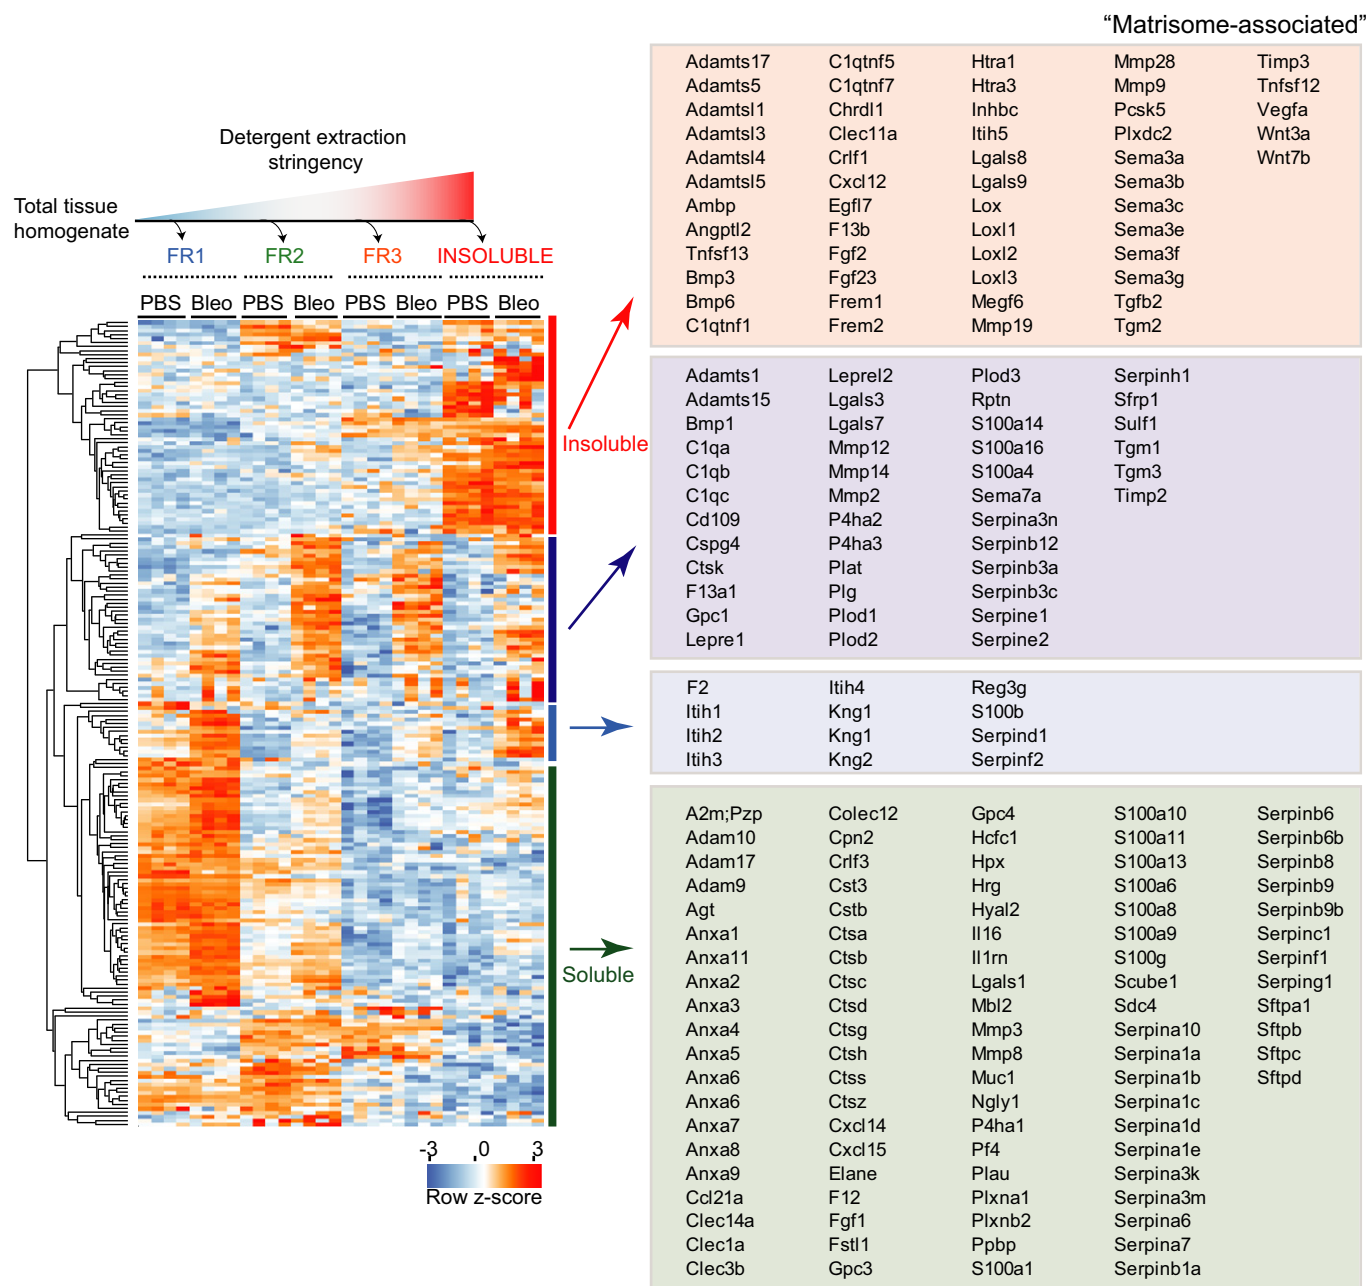 “Matrisome-associated”
Detergent extraction
stringency
Total tissue
homogenate
FR1 FR2 FR3 INSOLUBLE
PBS Bleo PBS Bleo PBS Bleo PBS Bleo
Insoluble
Soluble
-3 0 3
Row z-score
Adamts17 C1qtnf5 Htra1 Mmp28 Timp3
Adamts5 C1qtnf7 Htra3 Mmp9 Tnfsf12
Adamtsl1 Chrdl1 Inhbc Pcsk5 Vegfa
Adamtsl3 Clec11a Itih5 Plxdc2 Wnt3a
Adamtsl4 Crlf1 Lgals8 Sema3a Wnt7b
Adamtsl5 Cxcl12 Lgals9 Sema3b
Ambp Egfl7 Lox Sema3c
Angptl2 F13b Loxl1 Sema3e
Tnfsf13 Fgf2 Loxl2 Sema3f
Bmp3 Fgf23 Loxl3 Sema3g
Bmp6 Frem1 Megf6 Tgfb2
C1qtnf1 Frem2 Mmp19 Tgm2
Adamts1 Leprel2 Plod3 Serpinh1
Adamts15 Lgals3 Rptn Sfrp1
Bmp1 Lgals7 S100a14 Sulf1
C1qa Mmp12 S100a16 Tgm1
C1qb Mmp14 S100a4 Tgm3
C1qc Mmp2 Sema7a Timp2
Cd109 P4ha2 Serpina3n
Cspg4 P4ha3 Serpinb12
Ctsk Plat Serpinb3a
F13a1 Plg Serpinb3c
Gpc1 Plod1 Serpine1
Lepre1 Plod2 Serpine2
F2 Itih4 Reg3g
Itih1 Kng1 S100b
Itih2 Kng1 Serpind1
Itih3 Kng2 Serpinf2
A2m;Pzp Colec12 Gpc4 S100a10 Serpinb6
Adam10 Cpn2 Hcfc1 S100a11 Serpinb6b
Adam17 Crlf3 Hpx S100a13 Serpinb8
Adam9 Cst3 Hrg S100a6 Serpinb9
Agt Cstb Hyal2 S100a8 Serpinb9b
Anxa1 Ctsa Il16 S100a9 Serpinc1
Anxa11 Ctsb Il1rn S100g Serpinf1
Anxa2 Ctsc Lgals1 Scube1 Serping1
Anxa3 Ctsd Mbl2 Sdc4 Sftpa1
Anxa4 Ctsg Mmp3 Serpina10 Sftpb
Anxa5 Ctsh Mmp8 Serpina1a Sftpc
Anxa6 Ctss Muc1 Serpina1b Sftpd
Anxa6 Ctsz Ngly1 Serpina1c
Anxa7 Cxcl14 P4ha1 Serpina1d
Anxa8 Cxcl15 Pf4 Serpina1e
Anxa9 Elane Plau Serpina3k
Ccl21a F12 Plxna1 Serpina3m
Clec14a Fgf1 Plxnb2 Serpina6
Clec1a Fstl1 Ppbp Serpina7
Clec3b Gpc3 S100a1 Serpinb1a